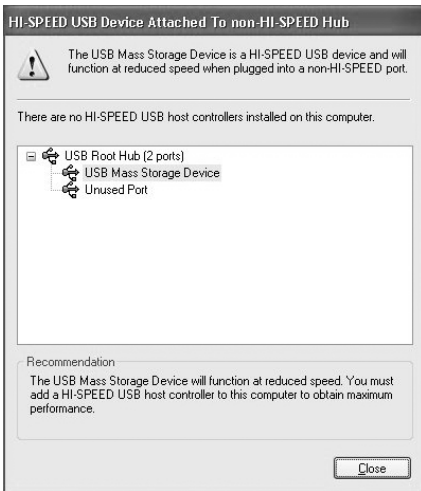 HI-SPEED USB Device Attached To non-HI-SPEED Hub
The USB Mass Storage Device is a HI-SPEED USB device and will
function at reduced speed when plugged into a non-HI-SPEED port.
There are no HI-SPEED USB host controllers installed on this computer.
USB Root Hub (2 ports)
USB Mass Storage Device
Unused Port
Recommendation
The USB Mass Storage Device will function at reduced speed. You must
add a HI-SPEED USB host controller to this computer to obtain maximum
performance.
Close